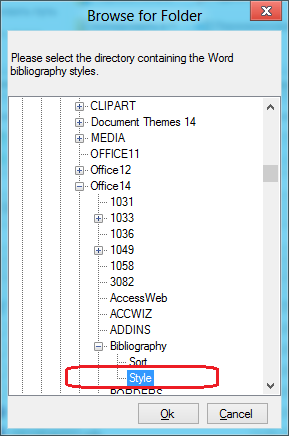 Browse for Folder
Please select the directory containing the Word
bibliography styles.
CLIPART
Document Themes 14
MEDIA
OFFICE11
Office12
Office14
1031
1033
1036
1049
1058
3082
AccessWeb
ACCWIZ
ADDINS
Bibliography
Sort
Style
BORDERS
Ok
Cancel